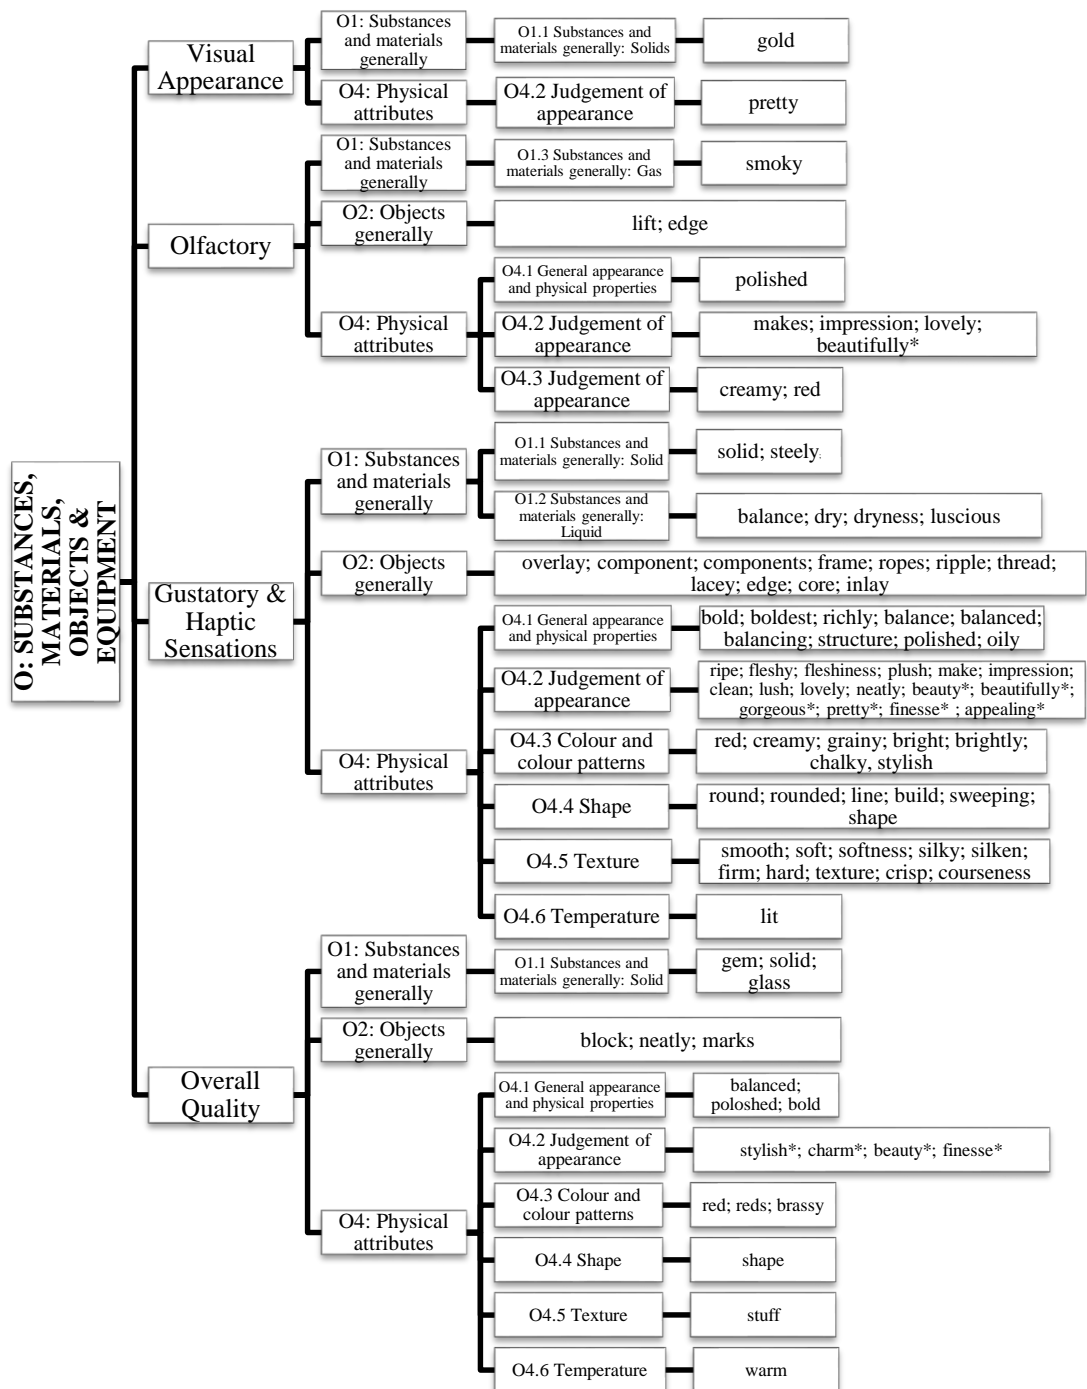 O: SUBSTANCES,
MATERIALS,
OBJECTS &
EQUIPMENT
Visual
Appearance
O1: Substances
and materials
generally
O1.1 Substances and
materials generally: Solids
gold
O4: Physical
attributes
O4.2 Judgement of
appearance
pretty
Olfactory
O1: Substances
and materials
generally
O1.3 Substances and
materials generally: Gas
smoky
O2: Objects
generally
lift; edge
O4: Physical
attributes
O4.1 General appearance
and physical properties
polished
O4.2 Judgement of
appearance
makes; impression; lovely;
beautifully*
O4.3 Judgement of
appearance
creamy; red
Gustatory &
Haptic
Sensations
O1: Substances
and materials
generally
O1.1 Substances and
materials generally: Solid
solid; steely;
O1.2 Substances and
materials generally:
Liquid
balance; dry; dryness; luscious
O2: Objects
generally
overlay; component; components; frame; ropes; ripple; thread;
lacey; edge; core; inlay
O4: Physical
attributes
O4.1 General appearance
and physical properties
bold; boldest; richly; balance; balanced;
balancing; structure; polished; oily
O4.2 Judgement of
appearance
ripe; fleshy; fleshiness; plush; make; impression;
clean; lush; lovely; neatly; beauty*; beautifully*;
gorgeous*; pretty*; finesse* ; appealing*
O4.3 Colour and
colour patterns
red; creamy; grainy; bright; brightly;
chalky, stylish
O4.4 Shape
round; rounded; line; build; sweeping;
shape
O4.5 Texture
smooth; soft; softness; silky; silken;
firm; hard; texture; crisp; courseness
O4.6 Temperature
lit
Overall
Quality
O1: Substances
and materials
generally
O1.1 Substances and
materials generally: Solid
gem; solid;
glass
O2: Objects
generally
block; neatly; marks
O4: Physical
attributes
O4.1 General appearance
and physical properties
balanced;
poloshed; bold
O4.2 Judgement of
appearance
stylish*; charm*; beauty*; finesse*
O4.3 Colour and
colour patterns
red; reds; brassy
O4.4 Shape
shape
O4.5 Texture
stuff
O4.6 Temperature
warm